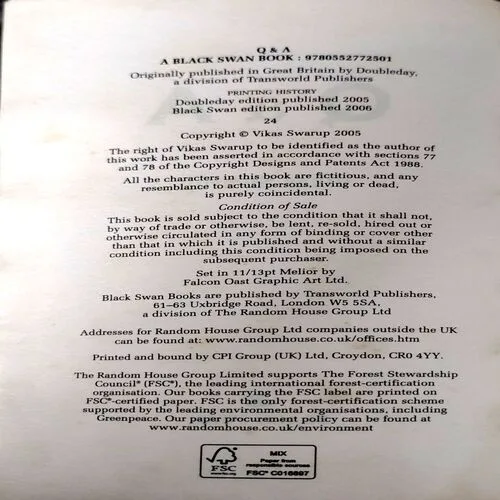 Q & A
A BLACK SWAN BOOK : 9780552772501
Originally published in Great Britain by Doubleday,
a division of Transworld Publishers
PRINTING HISTORY
Doubleday edition published 2005
Black Swan edition published 2006
24
Copyright © Vikas Swarup 2005
The right of Vikas Swarup to be identified as the author of
this work has been asserted in accordance with sections 77
and 78 of the Copyright Designs and Patents Act 1988.
All the characters in this book are fictitious, and any
resemblance to actual persons, living or dead,
is purely coincidental.
Condition of Sale
This book is sold subject to the condition that it shall not,
by way of trade or otherwise, be lent, re-sold, hired out or
otherwise circulated in any form of binding or cover other
than that in which it is published and without a similar
condition including this condition being imposed on the
subsequent purchaser.
Set in 11/13pt Melior by
Falcon Oast Graphic Art Ltd.
Black Swan Books are published by Transworld Publishers,
61–63 Uxbridge Road, London W5 5SA,
a division of The Random House Group Ltd
Addresses for Random House Group Ltd companies outside the UK
can be found at: www.randomhouse.co.uk/offices.htm
Printed and bound by CPI Group (UK) Ltd, Croydon, CR0 4YY.
The Random House Group Limited supports The Forest Stewardship
Council® (FSC®), the leading international forest-certification
organisation. Our books carrying the FSC label are printed on
FSC®-certified paper. FSC is the only forest-certification scheme
supported by the leading environmental organisations, including
Greenpeace. Our paper procurement policy can be found at
www.randomhouse.co.uk/environment
FSC
www.fsc.org
MIX
Paper from
responsible sources
FSC® C016897